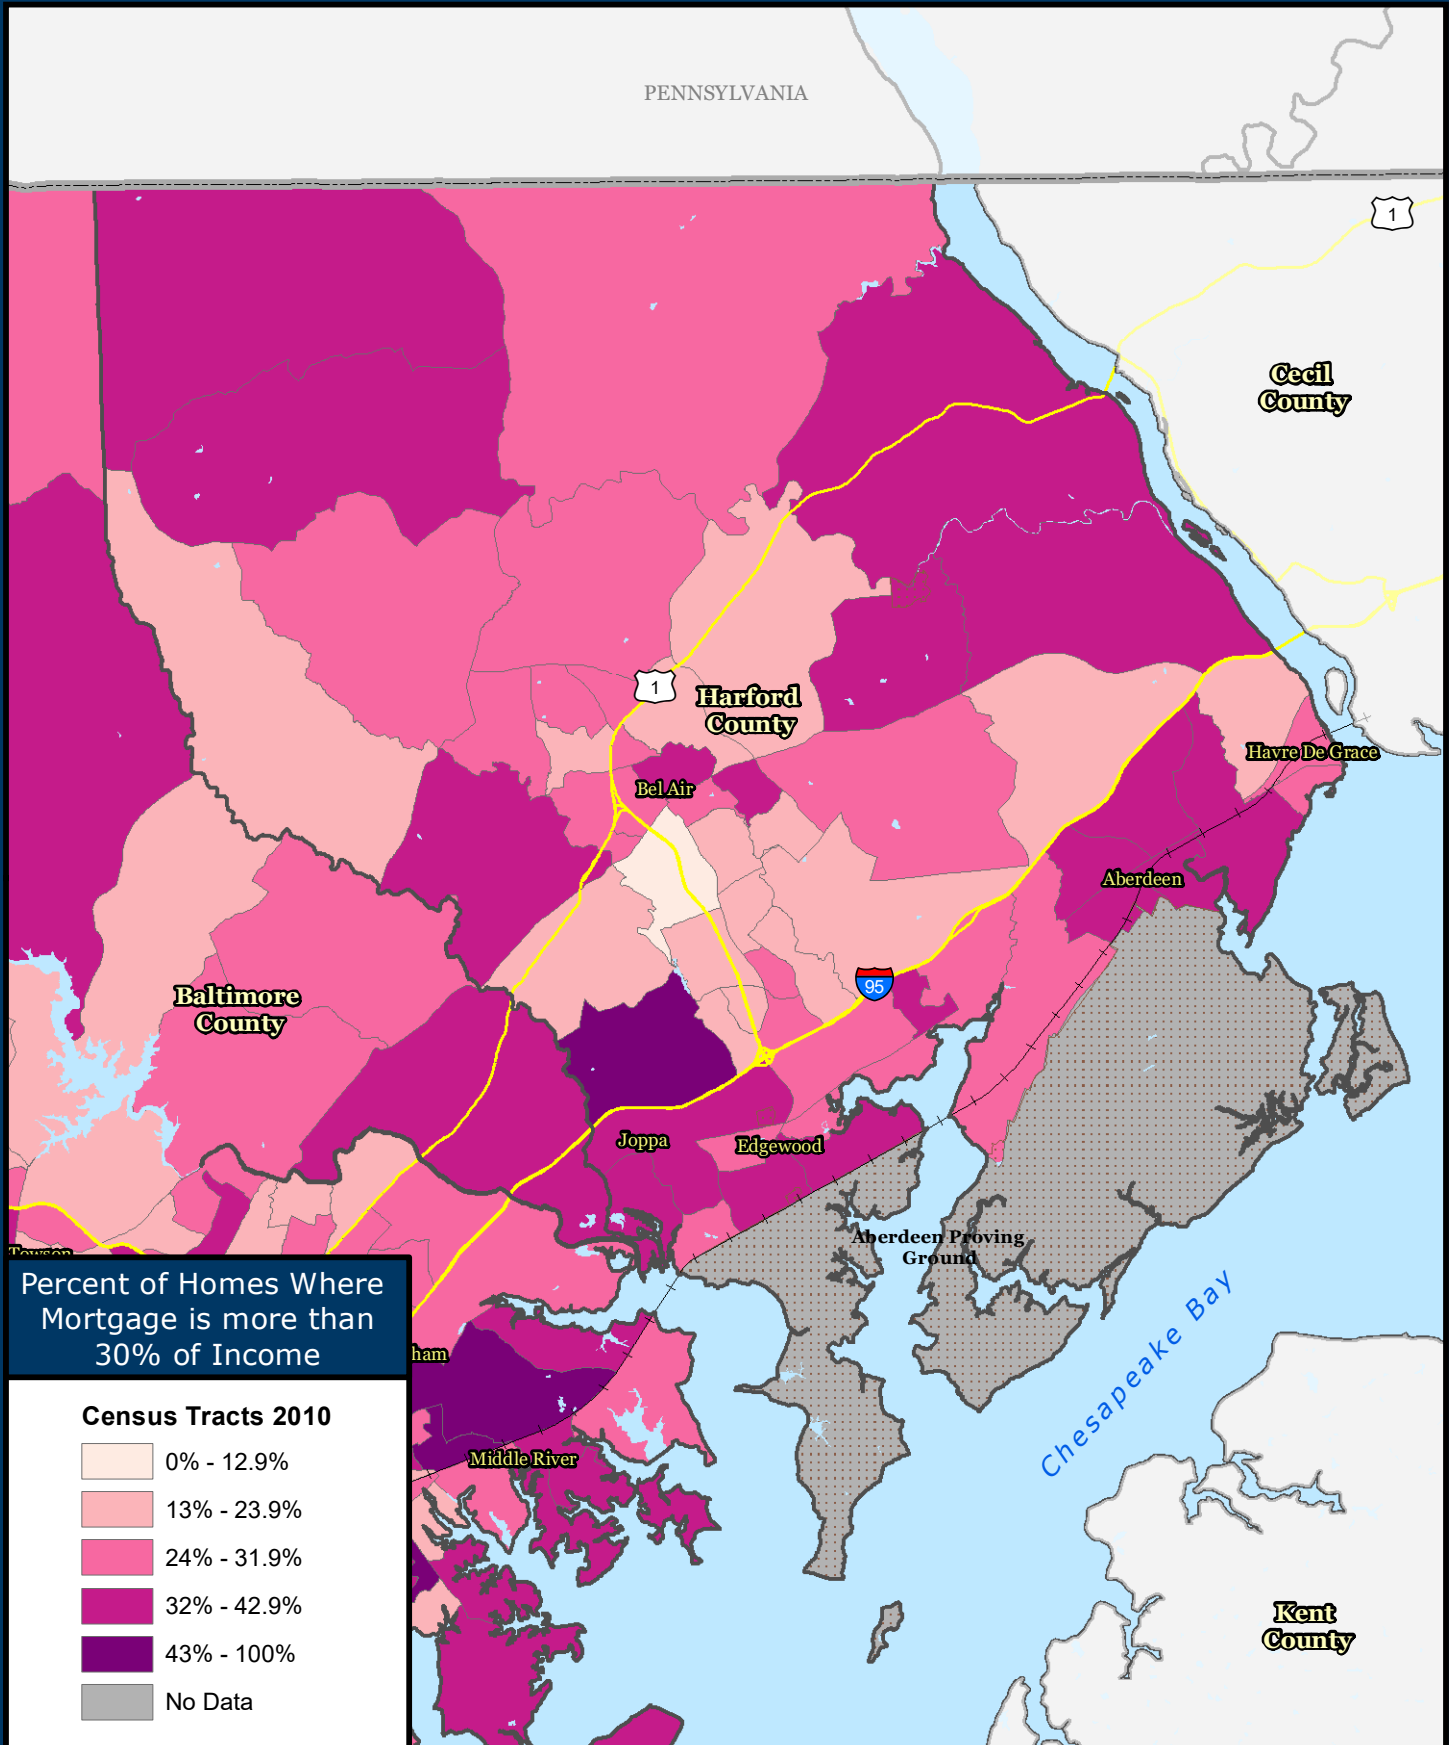 PENNSYLVANIA
1
Cecil
County
1
Harford
County
Havre De Grace
Bel Air
Aberdeen
95
Baltimore
County
Joppa
Edgewood
Aberdeen Proving
Ground
Towson
Percent of Homes Where
Mortgage is more than
30% of Income
ham
Chesapeake Bay
Census Tracts 2010
0% - 12.9%
Middle River
13% - 23.9%
24% - 31.9%
32% - 42.9%
Kent
County
43% - 100%
No Data